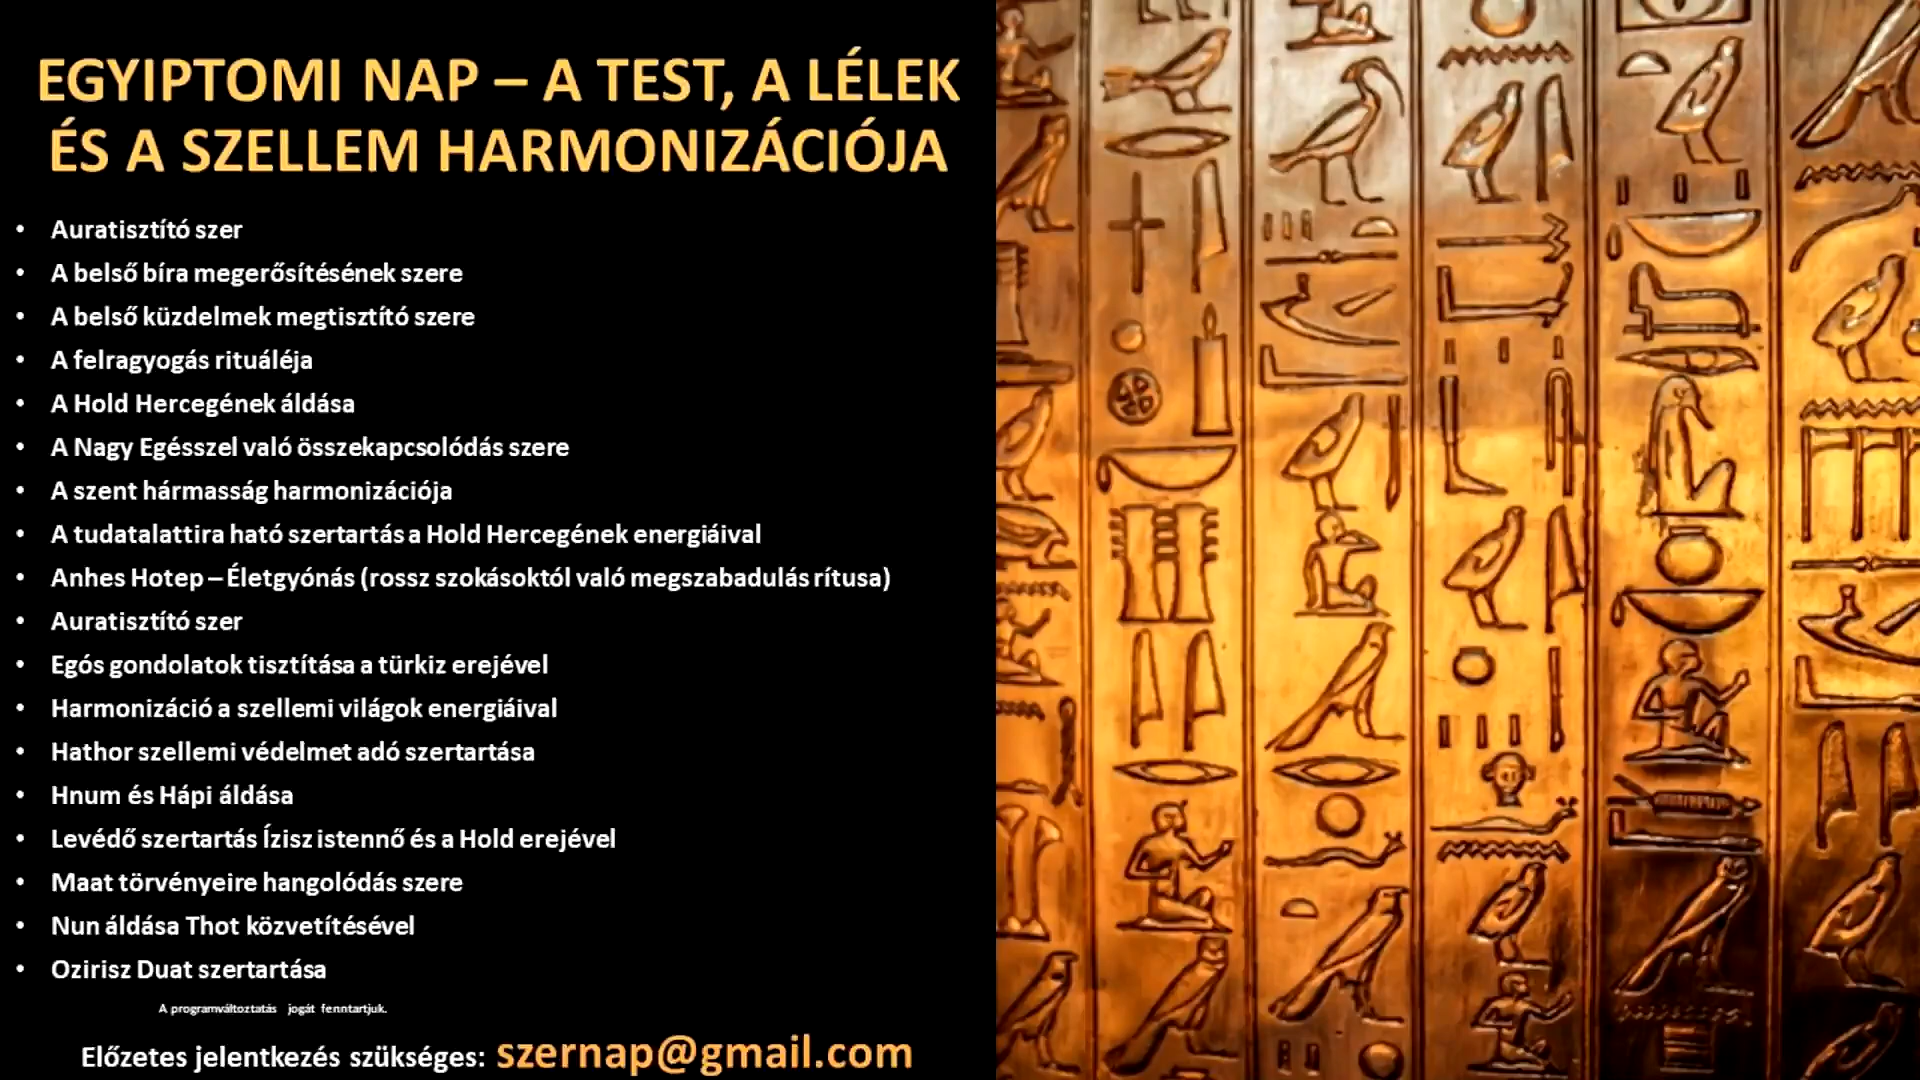 EGYIPTOMI NAP – A TEST, A LÉLEK
ÉS A SZELLEM HARMONIZÁCIÓJA
• Auratisztító szer
• A belső bíra megerősítésének szere
• A belső küzdelmek megtisztító szere
• A felragyogás rituáléja
• A Hold Hercegének áldása
• A Nagy Egésszel való összekapcsolódás szere
• A szent hármasság harmonizációja
• A tudatalattira ható szertartás a Hold Hercegének energiáival
• Anhes Hotep – Életgyónás (rossz szokásoktól való megszabadulás rítusa)
• Auratisztító szer
• Egós gondolatok tisztítása a türkiz erejével
• Harmonizáció a szellemi világok energiáival
• Hathor szellemi védelmet adó szertartása
• Hnum és Hápi áldása
• Levédő szertartás Ízisz istennő és a Hold erejével
• Maat törvényeire hangolódás szere
• Nun áldása Thot közvetítésével
• Ozirisz Duat szertartása
A programváltoztatás jogát fenntartjuk.
Előzetes jelentkezés szükséges: szernap@gmail.com